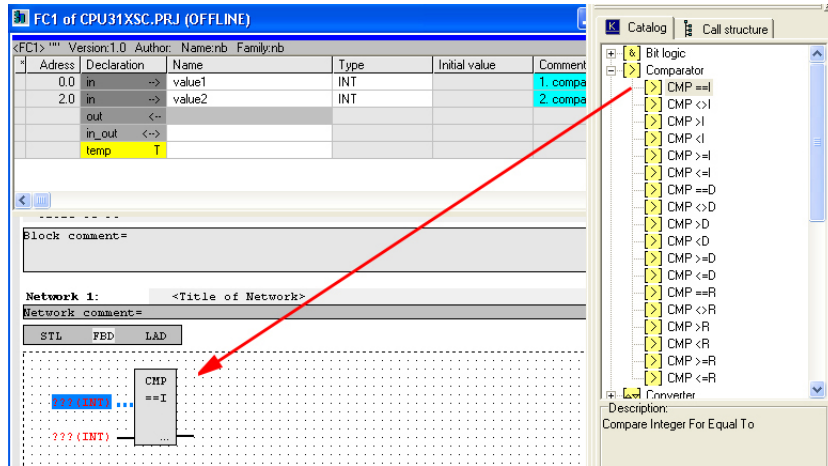 FC1 of CPU31XSC.PRJ (OFFLINE)
<FC1> "" Version:1.0 Author: Name:nb Family:nb
* Adress Declaration Name Type Initial value Comment
0.0 in --> value1 INT 1. compa
2.0 in --> value2 INT 2. compa
out <--
in_out <-->
temp T
Block comment=
Network 1: <Title of Network>
Network comment=
STL FBD LAD
CMP
==I
???(INT)
???(INT)
...
Catalog Call structure
Bit logic
Comparator
CMP ==I
CMP <>I
CMP >I
CMP <I
CMP >=I
CMP <=I
CMP ==D
CMP <>D
CMP >D
CMP <D
CMP >=D
CMP <=D
CMP ==R
CMP <>R
CMP >R
CMP <R
CMP >=R
CMP <=R
Converter
Description:
Compare Integer For Equal To